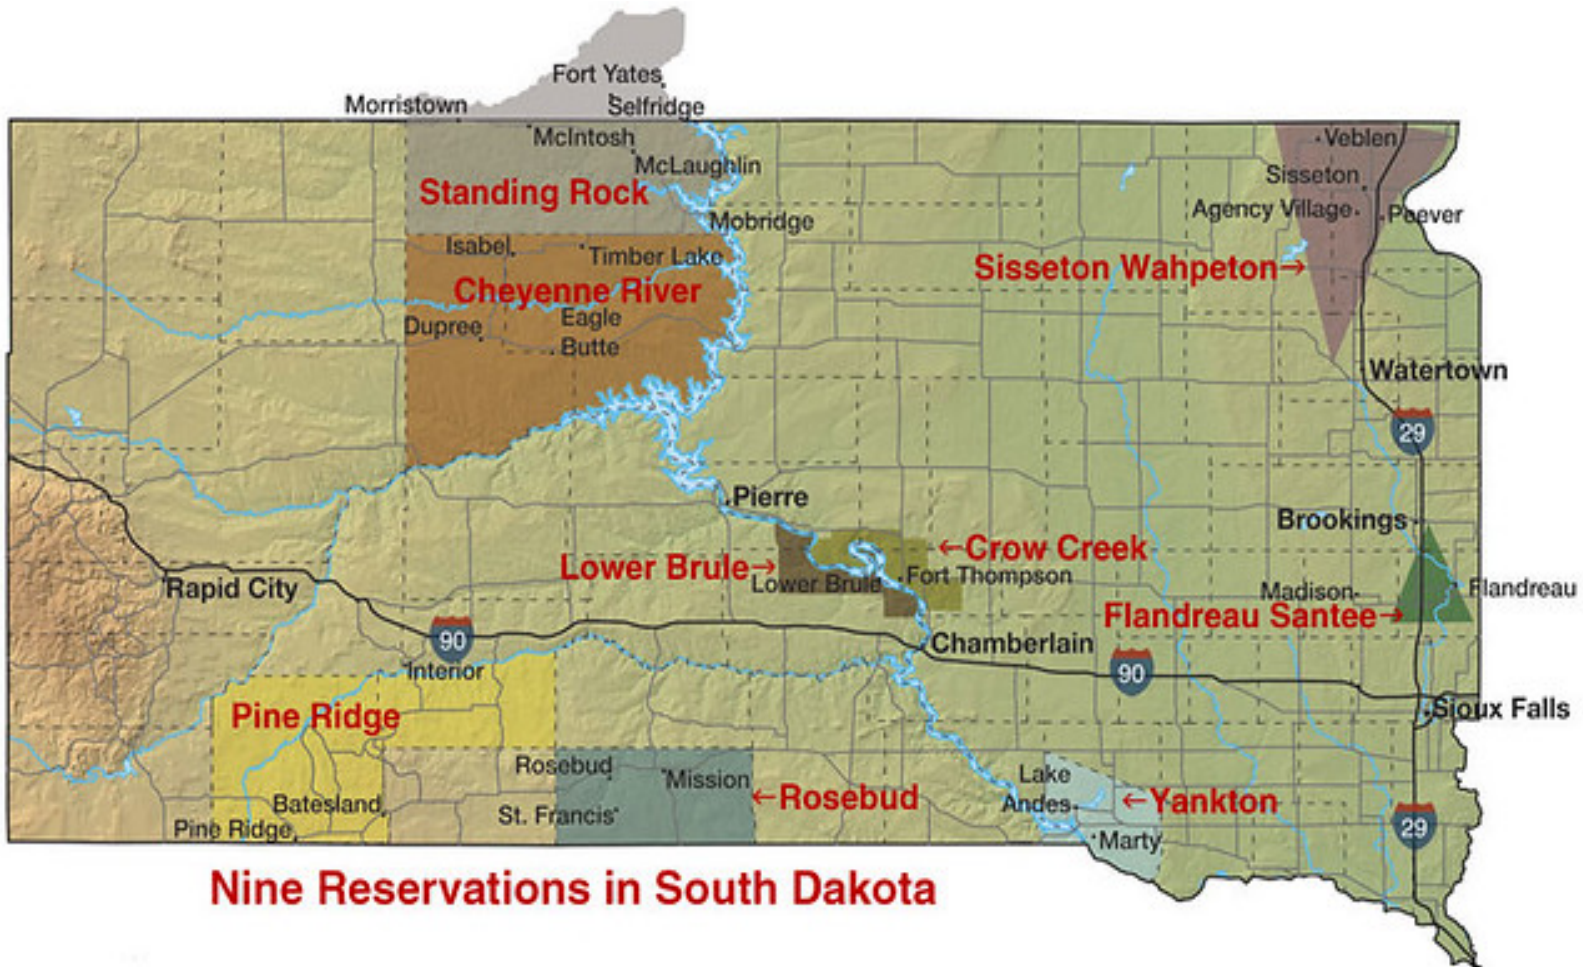 Fort Yates
Morristown
Selfridge
McIntosh
Veblen
McLaughlin
Sisseton
Standing Rock
Agency Village
Peever
Mobridge
Isabel
Timber Lake
Sisseton Wahpeton→
Cheyenne River
Dupree
Eagle
Butte
Watertown
29
Pierre
Brookings
←Crow Creek
Lower Brule→
Lower Brule
Fort Thompson
Rapid City
Madison
Flandreau
Flandreau Santee→
90
Chamberlain
Interior
90
Pine Ridge
Sioux Falls
Rosebud
Mission
Lake
Andes
←Rosebud
←Yankton
Batesland
St. Francis
Pine Ridge
29
Marty
Nine Reservations in South Dakota